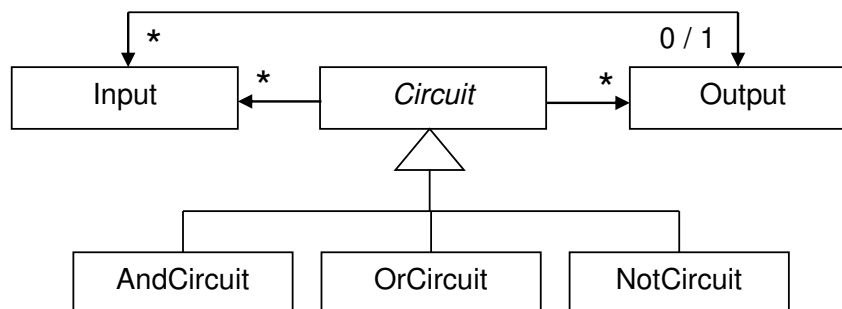 * 0 / 1
Input * Circuit * Output
AndCircuit OrCircuit NotCircuit